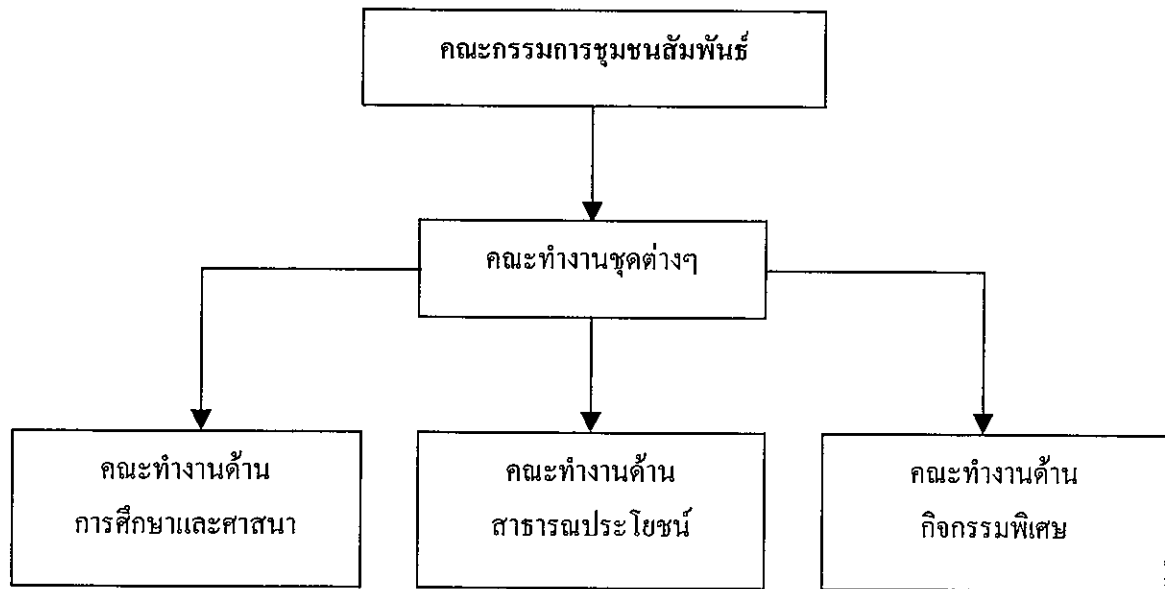 คณะกรรมการชุมชนสัมพันธ์
คณะทำงานชุดต่างๆ
คณะทำงานด้าน
การศึกษาและศาสนา
คณะทำงานด้าน
สาธารณประโยชน์
คณะทำงานด้าน
กิจกรรมพิเศษ